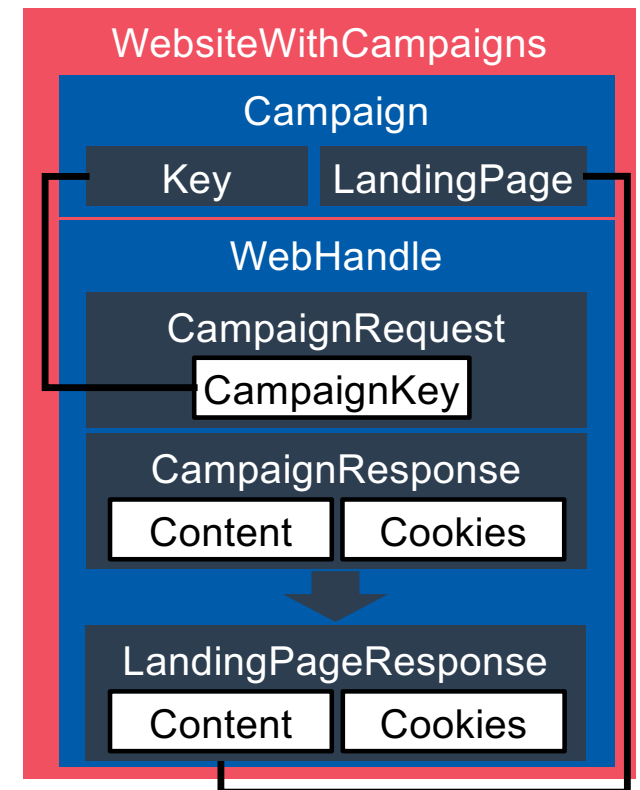 WebsiteWithCampaigns
Campaign
Key LandingPage
WebHandle
CampaignRequest
CampaignKey
CampaignResponse
Content Cookies
LandingPageResponse
Content Cookies